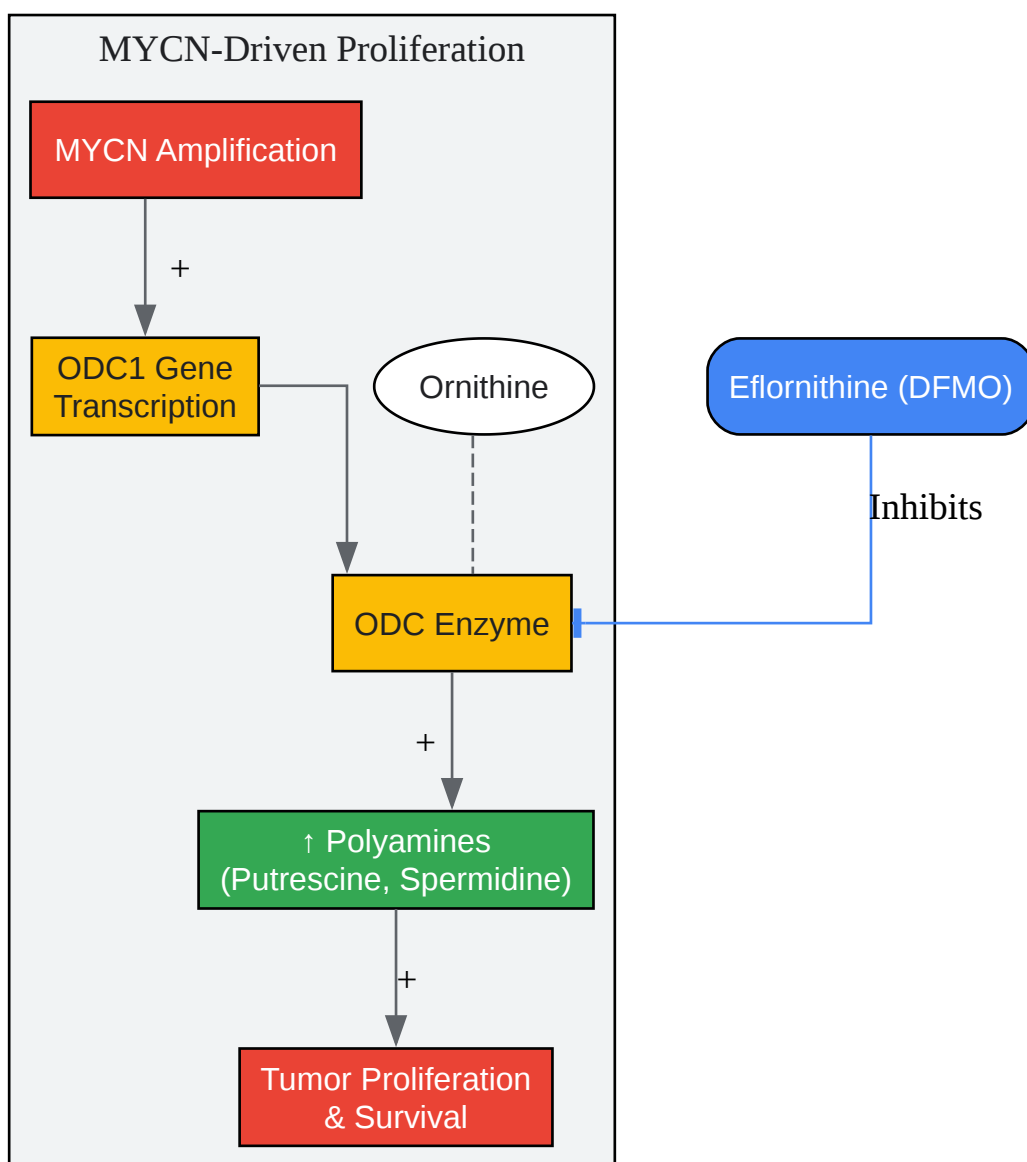 MYCN-Driven Proliferation
MYCN Amplification
+
ODC1 Gene
Transcription
Ornithine
Eflornithine (DFMO)
Inhibits
ODC Enzyme
+
↑ Polyamines
(Putrescine, Spermidine)
+
Tumor Proliferation
& Survival